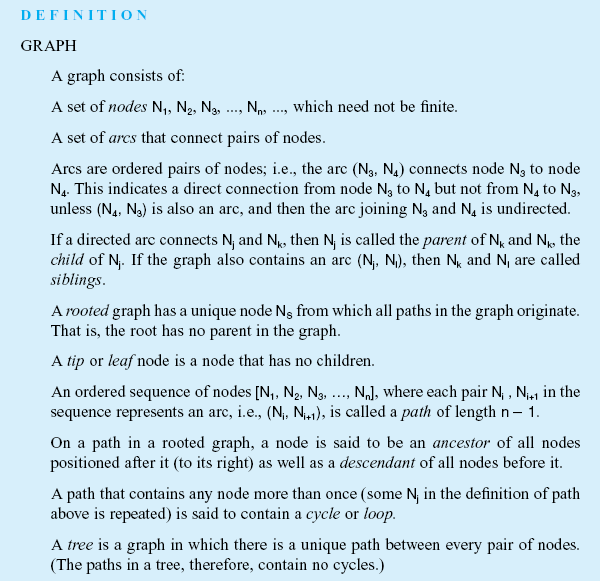 DEFINITION
GRAPH
A graph consists of:
A set of nodes N₁, N₂, N₃, ..., Nₙ, ..., which need not be finite.
A set of arcs that connect pairs of nodes.
Arcs are ordered pairs of nodes; i.e., the arc (N₃, N₄) connects node N₃ to node
N₄. This indicates a direct connection from node N₃ to N₄ but not from N₄ to N₃,
unless (N₄, N₃) is also an arc, and then the arc joining N₃ and N₄ is undirected.
If a directed arc connects Nⱼ and Nₖ, then Nⱼ is called the parent of Nₖ and Nₖ, the
child of Nⱼ. If the graph also contains an arc (Nⱼ, Nₗ), then Nₖ and Nₗ are called
siblings.
A rooted graph has a unique node Nₛ from which all paths in the graph originate.
That is, the root has no parent in the graph.
A tip or leaf node is a node that has no children.
An ordered sequence of nodes [N₁, N₂, N₃, ..., Nₙ], where each pair Nᵢ , Nᵢ₊₁ in the
sequence represents an arc, i.e., (Nᵢ, Nᵢ₊₁), is called a path of length n − 1.
On a path in a rooted graph, a node is said to be an ancestor of all nodes
positioned after it (to its right) as well as a descendant of all nodes before it.
A path that contains any node more than once (some Nⱼ in the definition of path
above is repeated) is said to contain a cycle or loop.
A tree is a graph in which there is a unique path between every pair of nodes.
(The paths in a tree, therefore, contain no cycles.)